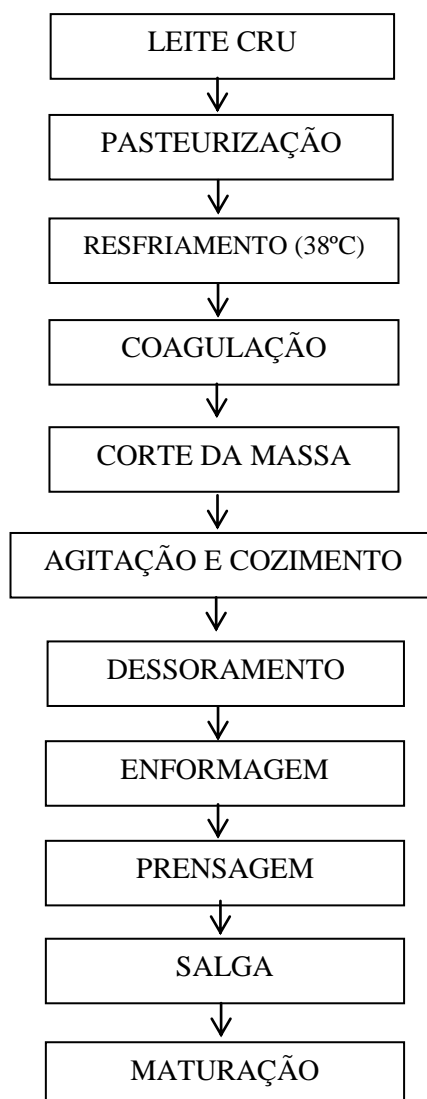 LEITE CRU
PASTEURIZAÇÃO
RESFRIAMENTO (38ºC)
COAGULAÇÃO
CORTE DA MASSA
AGITAÇÃO E COZIMENTO
DESSORAMENTO
ENFORMAGEM
PRENSAGEM
SALGA
MATURAÇÃO